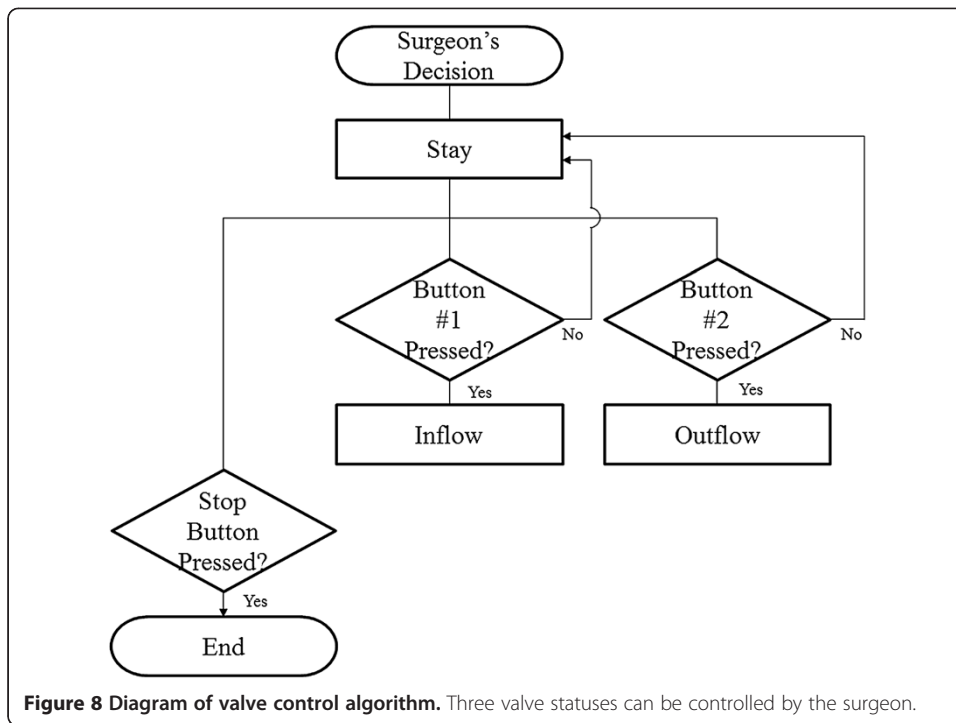 Surgeon's
Decision
Stay
Button
#1
Pressed?
No
Yes
Inflow
Button
#2
Pressed?
No
Yes
Outflow
Stop
Button
Pressed?
Yes
End
Figure 8 Diagram of valve control algorithm. Three valve statuses can be controlled by the surgeon.